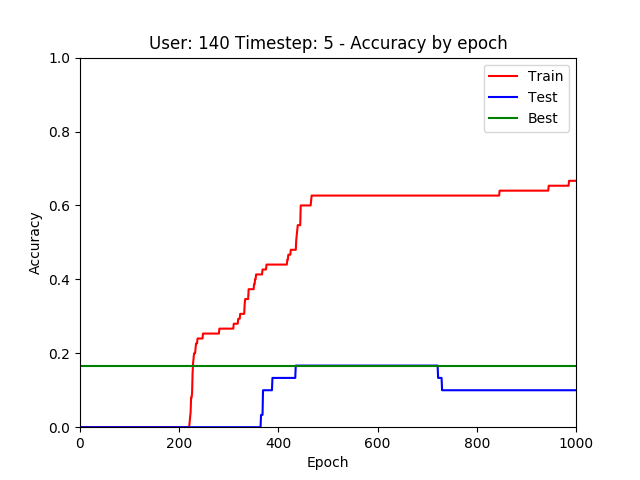 User: 140 Timestep: 5 - Accuracy by epoch
1.0
0.8
0.6
0.4
0.2
0.0
Accuracy
Train
Test
Best
0 200 400 600 800 1000
Epoch